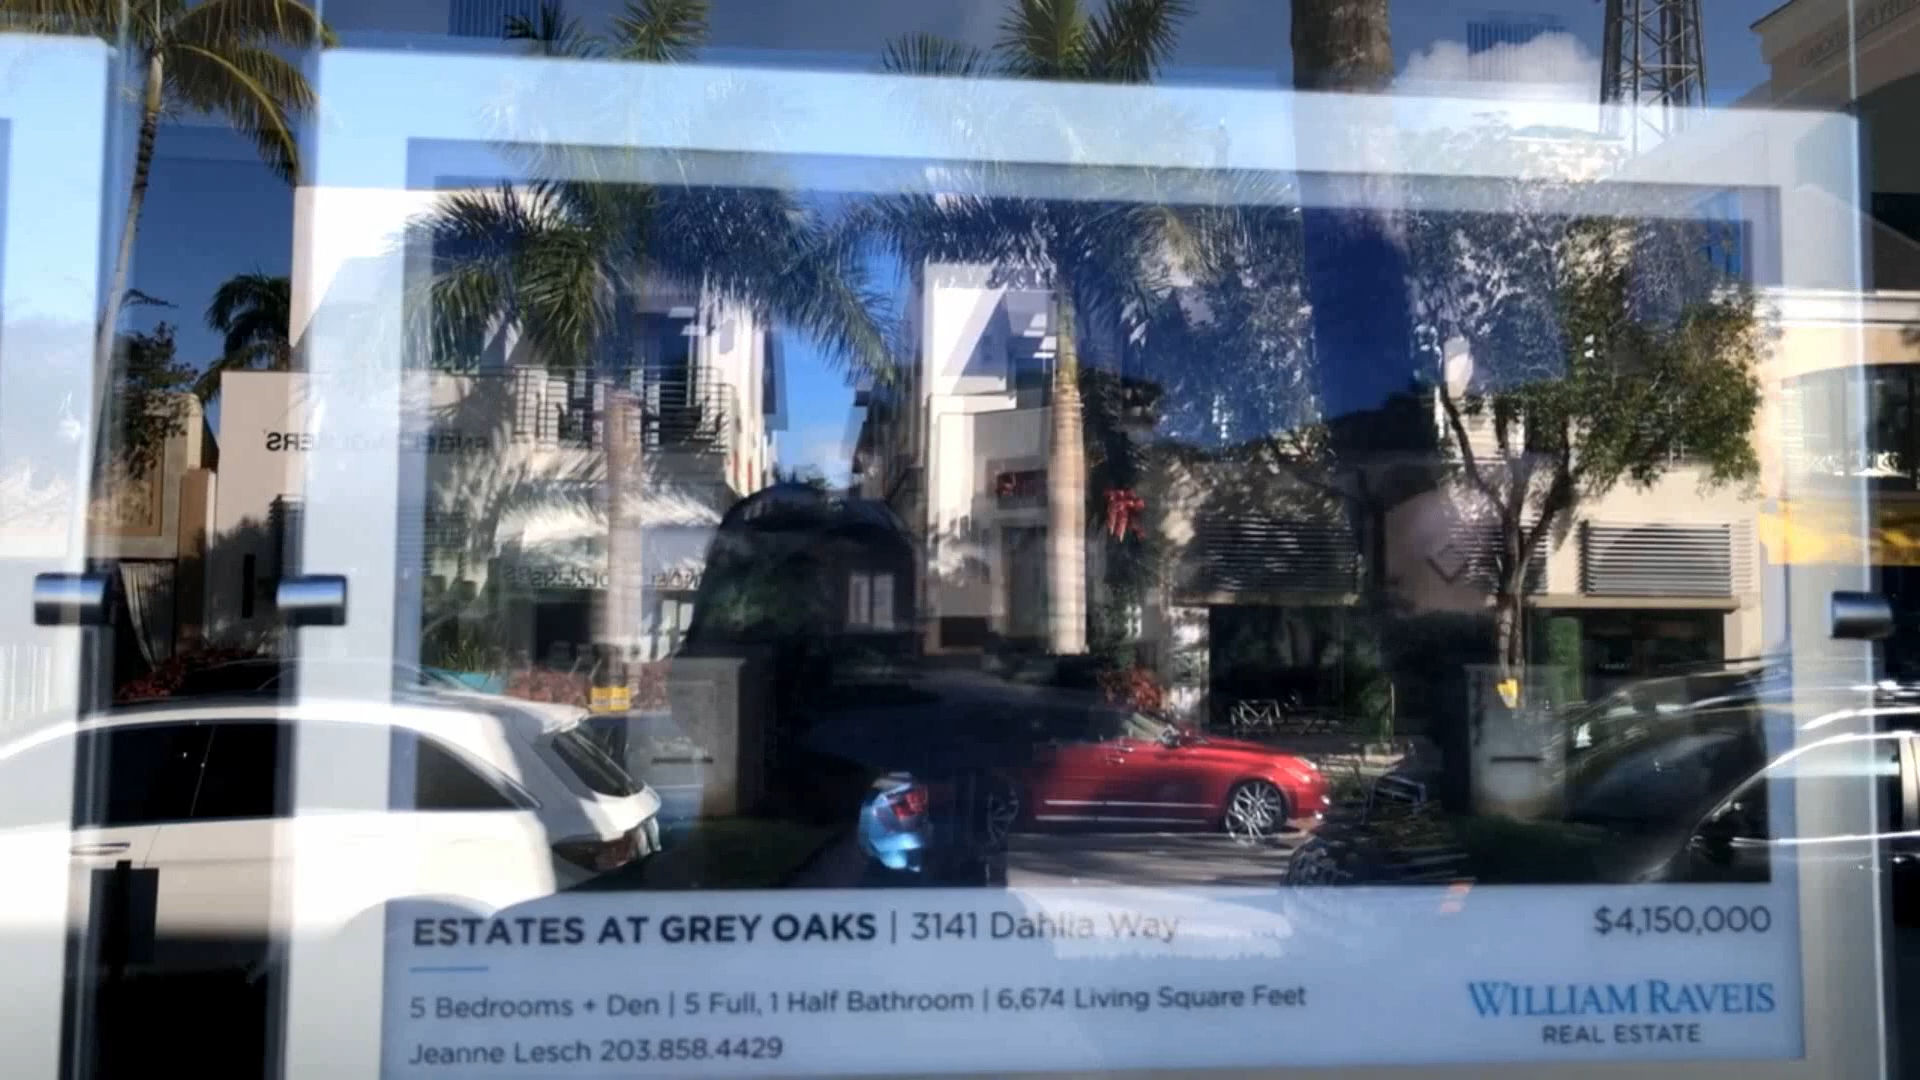 ESTATES AT GREY OAKS | 3141 Dahlia Way
$4,150,000
5 Bedrooms + Den | 5 Full, 1 Half Bathroom | 6,674 Living Square Feet
Jeanne Lesch 203.858.4429
WILLIAM RAVEIS
REAL ESTATE